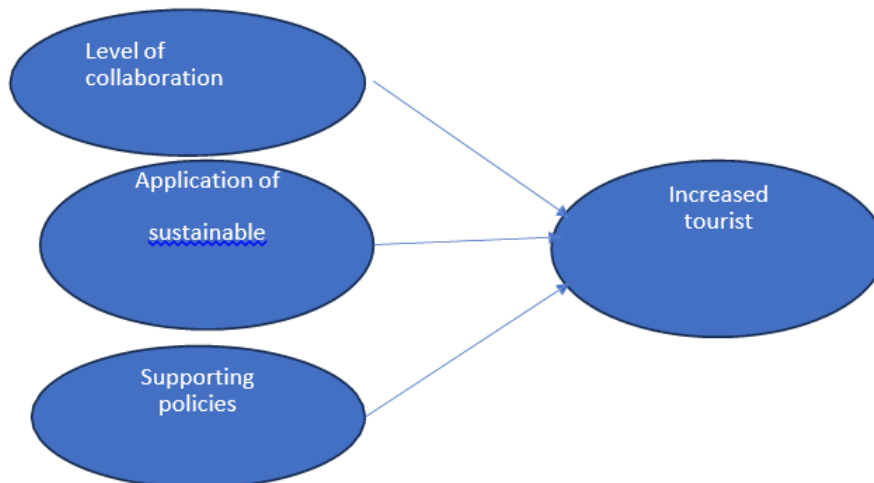 Level of
collaboration
Application of
sustainable
Supporting
policies
Increased
tourist